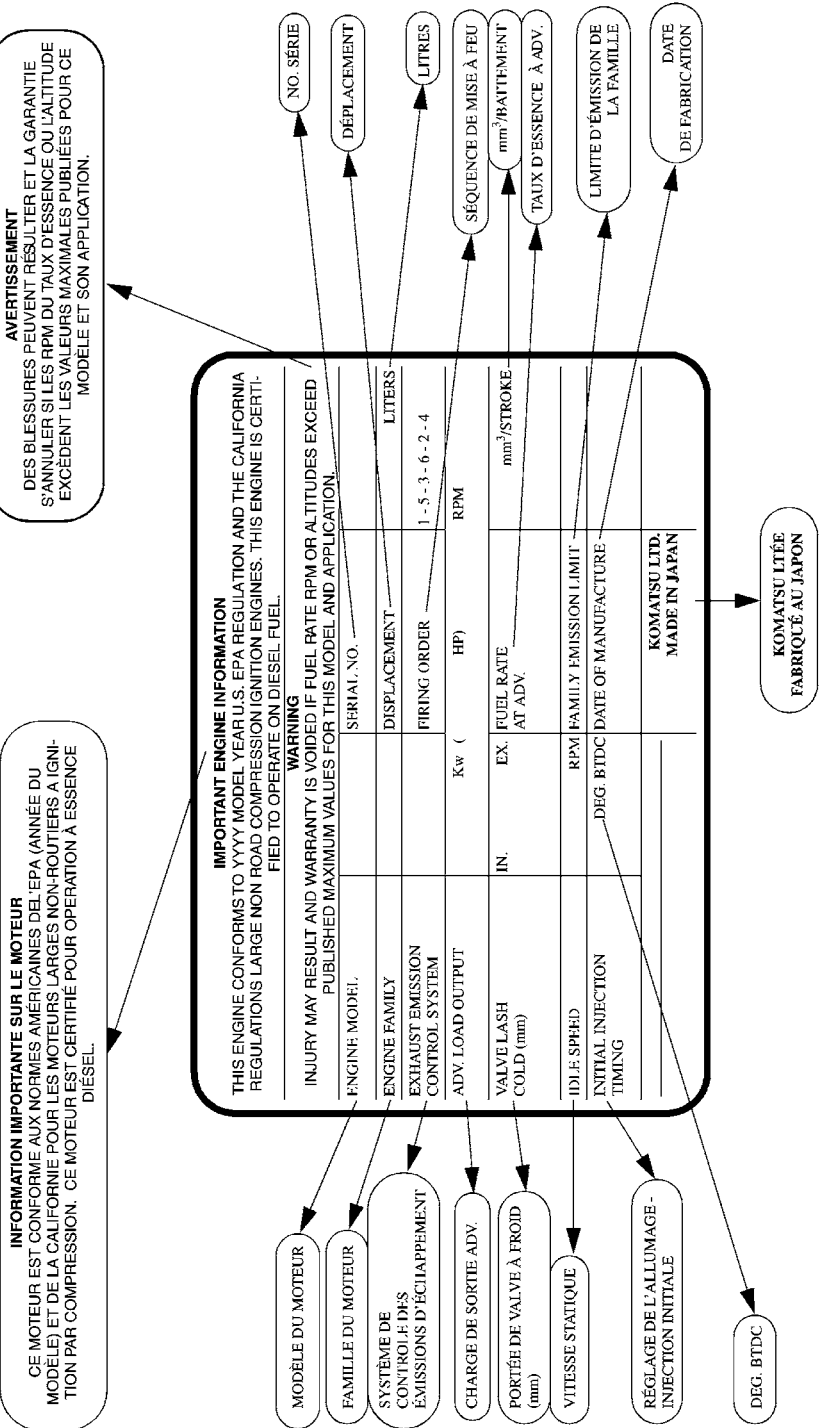 INFORMATION IMPORTANTE SUR LE MOTEUR
CE MOTEUR EST CONFORME AUX NORMES AMÉRICAINES DEL'EPA (ANNÉE DU
MODÈLE) ET DE LA CALIFORNIE POUR LES MOTEURS LARGES NON-ROUTIERS A IGNI-
TION PAR COMPRESSION. CE MOTEUR EST CERTIFIÉ POUR OPERATION À ESSENCE
DIÉSEL.
AVERTISSEMENT
DES BLESSURES PEUVENT RÉSULTER ET LA GARANTIE
S'ANNULER SI LES RPM DU TAUX D'ESSENCE OU L'ALTITUDE
EXCÈDENT LES VALEURS MAXIMALES PUBLIÉES POUR CE
MODÈLE ET SON APPLICATION.
MODÈLE DU MOTEUR
FAMILLE DU MOTEUR
SYSTÈME DE
CONTROLE DES
ÉMISSIONS D'ÉCHAPPEMENT
CHARGE DE SORTIE ADV.
PORTÉE DE VALVE À FROID
(mm)
VITESSE STATIQUE
RÉGLAGE DE L'ALLUMAGE -
INJECTION INITIALE
DEG. BTDC
IMPORTANT ENGINE INFORMATION
THIS ENGINE CONFORMS TO YYYY MODEL YEAR U.S. EPA REGULATION AND THE CALIFORNIA
REGULATIONS LARGE NON ROAD COMPRESSION IGNITION ENGINES. THIS ENGINE IS CERTI-
FIED TO OPERATE ON DIESEL FUEL.
WARNING
INJURY MAY RESULT AND WARRANTY IS VOIDED IF FUEL RATE RPM OR ALTITUDES EXCEED
PUBLISHED MAXIMUM VALUES FOR THIS MODEL AND APPLICATION.
ENGINE MODEL SERIAL NO.
ENGINE FAMILY DISPLACEMENT LITERS
EXHAUST EMISSION
CONTROL SYSTEM FIRING ORDER 1 - 5 - 3 - 6 - 2 - 4
ADV. LOAD OUTPUT Kw ( HP) RPM
VALVE LASH
COLD (mm) IN. EX. FUEL RATE
AT ADV. mm³/STROKE
IDLE SPEED RPM FAMILY EMISSION LIMIT
INITIAL INJECTION
TIMING DEG. BTDC DATE OF MANUFACTURE
KOMATSU LTD.
MADE IN JAPAN
NO. SÉRIE
DÉPLACEMENT
LITRES
SÉQUENCE DE MISE À FEU
mm³/BATTEMENT
TAUX D'ESSENCE À ADV.
LIMITE D'ÉMISSION DE
LA FAMILLE
DATE
DE FABRICATION
KOMATSU LTÉE
FABRIQUÉ AU JAPON